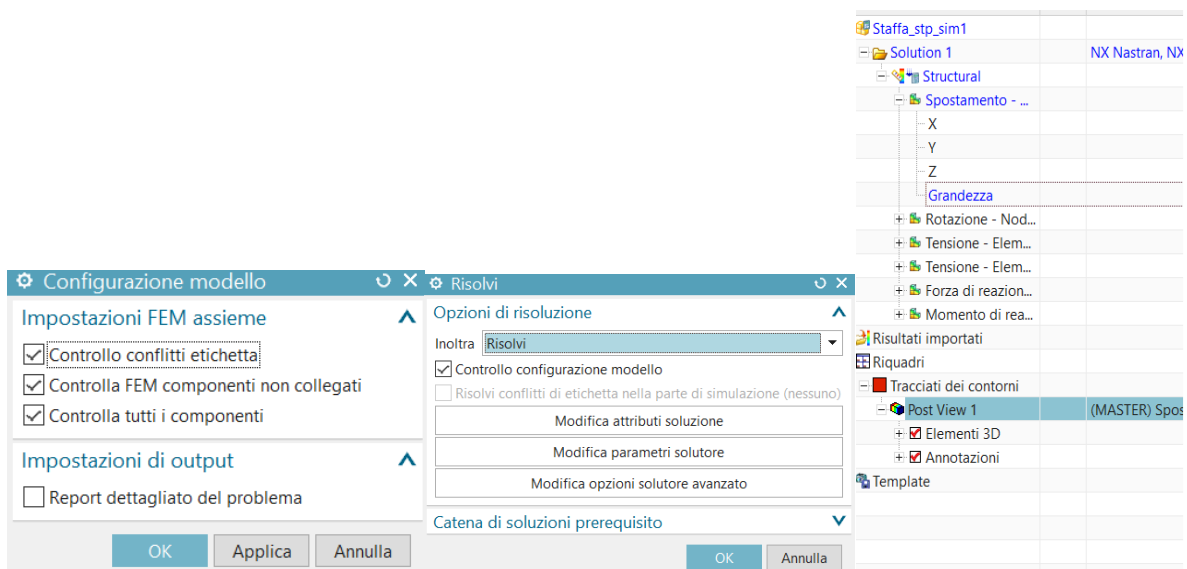 Configurazione modello
Impostazioni FEM assieme
Controllo conflitti etichetta
Controlla FEM componenti non collegati
Controlla tutti i componenti
Impostazioni di output
Report dettagliato del problema
OK Applica Annulla
Risolvi
Opzioni di risoluzione
Inoltra Risolvi
Controllo configurazione modello
Risolvi conflitti di etichetta nella parte di simulazione (nessuno)
Modifica attributi soluzione
Modifica parametri solutore
Modifica opzioni solutore avanzato
Catena di soluzioni prerequisito
OK Annulla
Staffa_stp_sim1
Solution 1 NX Nastran, NX
Structural
Spostamento - ...
X
Y
Z
Grandezza
Rotazione - Nod...
Tensione - Elem...
Tensione - Elem...
Forza di reazion...
Momento di rea...
Risultati importati
Riquadri
Tracciati dei contorni
Post View 1 (MASTER) Spos
Elementi 3D
Annotazioni
Template